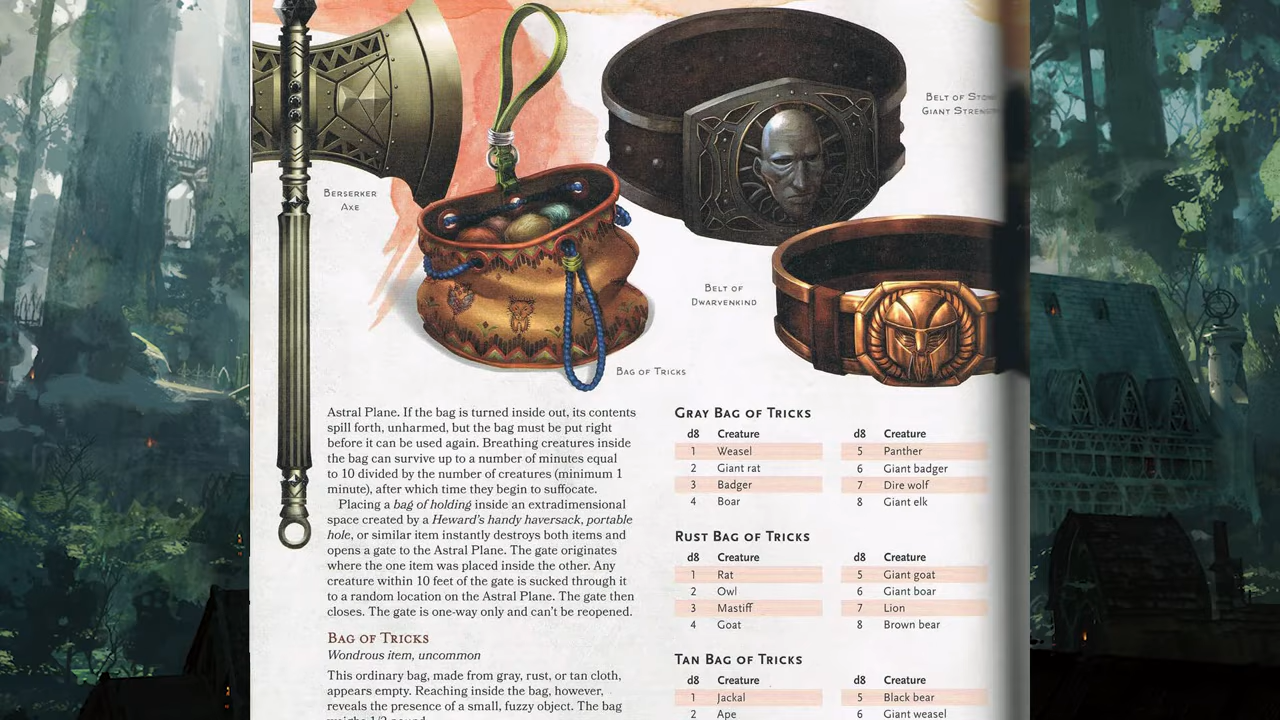 Belt of Stone
Giant Strength
Berserker
Axe
Belt of
Dwarvenkind
Bag of Tricks
Astral Plane. If the bag is turned inside out, its contents
spill forth, unharmed, but the bag must be put right
before it can be used again. Breathing creatures inside
the bag can survive up to a number of minutes equal
to 10 divided by the number of creatures (minimum 1
minute), after which time they begin to suffocate.
Placing a bag of holding inside an extradimensional
space created by a Heward's handy haversack, portable
hole, or similar item instantly destroys both items and
opens a gate to the Astral Plane. The gate originates
where the one item was placed inside the other. Any
creature within 10 feet of the gate is sucked through it
to a random location on the Astral Plane. The gate then
closes. The gate is one-way only and can't be reopened.
Bag of Tricks
Wondrous item, uncommon
This ordinary bag, made from gray, rust, or tan cloth,
appears empty. Reaching inside the bag, however,
reveals the presence of a small, fuzzy object. The bag
weighs 1/2 pound.
Gray Bag of Tricks
d8 Creature d8 Creature
1 Weasel 5 Panther
2 Giant rat 6 Giant badger
3 Badger 7 Dire wolf
4 Boar 8 Giant elk
Rust Bag of Tricks
d8 Creature d8 Creature
1 Rat 5 Giant goat
2 Owl 6 Giant boar
3 Mastiff 7 Lion
4 Goat 8 Brown bear
Tan Bag of Tricks
d8 Creature d8 Creature
1 Jackal 5 Black bear
2 Ape 6 Giant weasel